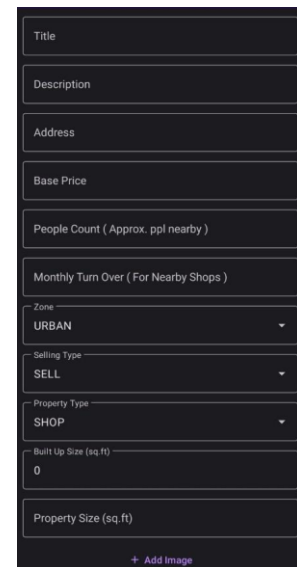 Title
Description
Address
Base Price
People Count ( Approx. ppl nearby )
Monthly Turn Over ( For Nearby Shops )
Zone
URBAN
Selling Type
SELL
Property Type
SHOP
Built Up Size (sq.ft)
0
Property Size (sq.ft)
+ Add Image